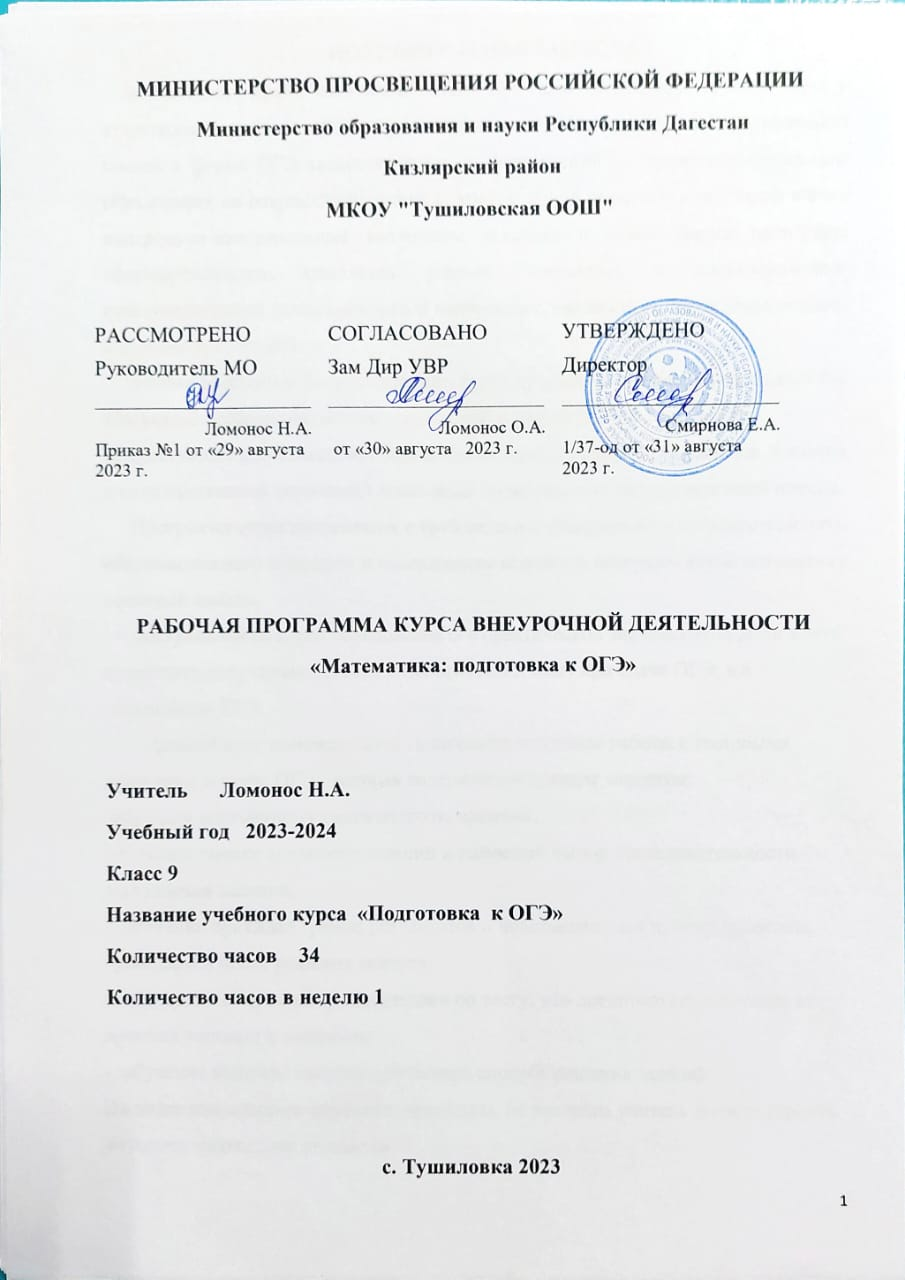 МИНИСТЕРСТВО ПРОСВЕЩЕНИЯ РОССИЙСКОЙ ФЕДЕРАЦИИ
Министерство образования и науки Республики Дагестан
Кизлярский район
МКОУ "Тушиловская ООШ"
РАССМОТРЕНО
Руководитель МО
Ломонос Н.А.
Приказ №1 от «29» августа
2023 г.
СОГЛАСОВАНО
Зам Дир УВР
Ломонос О.А.
от «30» августа 2023 г.
УТВЕРЖДЕНО
Директор
Смирнова Е.А.
1/37-од от «31» августа
2023 г.
РАБОЧАЯ ПРОГРАММА КУРСА ВНЕУРОЧНОЙ ДЕЯТЕЛЬНОСТИ
«Математика: подготовка к ОГЭ»
Учитель Ломонос Н.А.
Учебный год 2023-2024
Класс 9
Название учебного курса «Подготовка к ОГЭ»
Количество часов 34
Количество часов в неделю 1
с. Тушиловка 2023
1